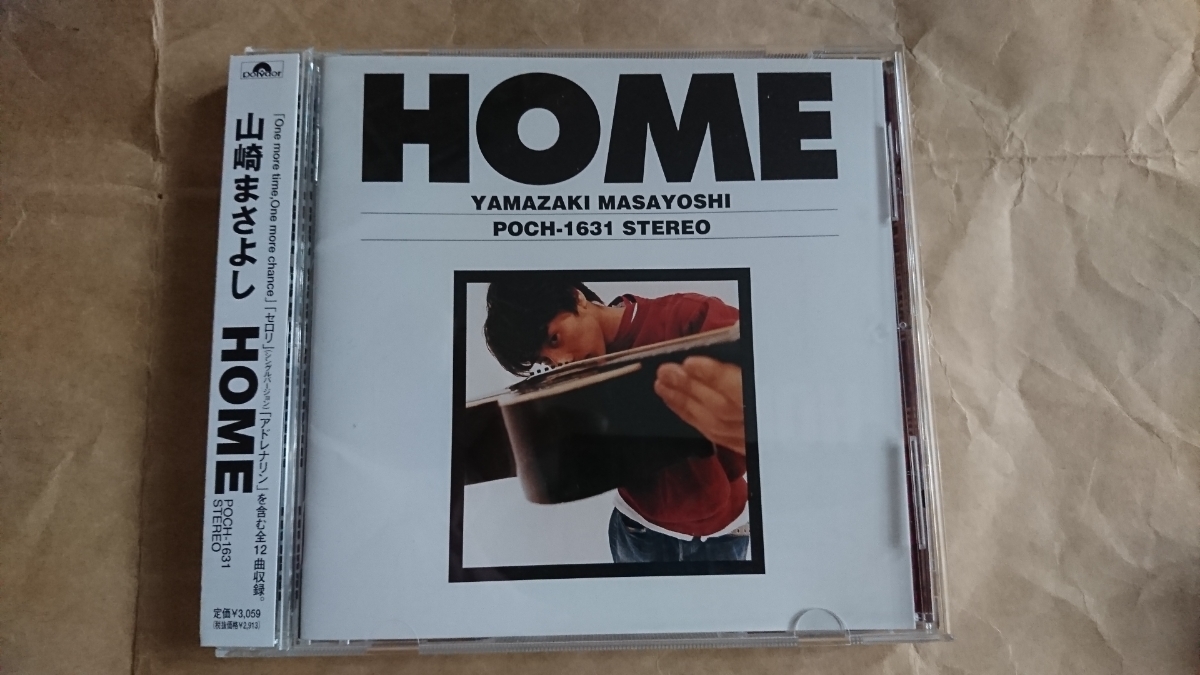 Polydor
山崎まさよし HOME
POCH-1631
STEREO
「One more time,One more chance」「セロリ」(シングルバージョン)「アドレナリン」を含む全12曲収録。
定価¥3,059
(税抜価格¥2,913)
HOME
YAMAZAKI MASAYOSHI
POCH-1631 STEREO